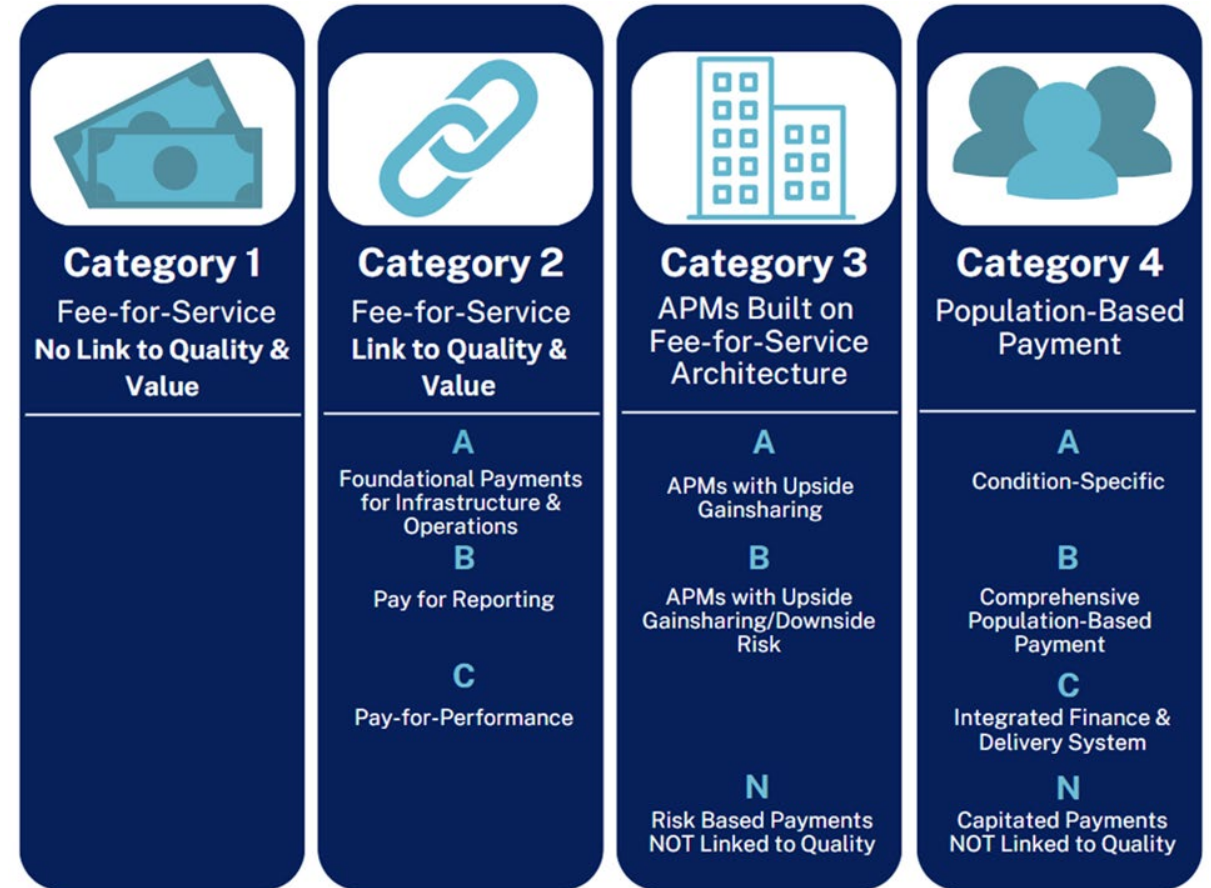 Category 1
Fee-for-Service
No Link to Quality &
Value
Category 2
Fee-for-Service
Link to Quality &
Value
A
Foundational Payments
for Infrastructure &
Operations
B
Pay for Reporting
C
Pay-for-Performance
Category 3
APMs Built on
Fee-for-Service
Architecture
A
APMs with Upside
Gainsharing
B
APMs with Upside
Gainsharing/Downside
Risk
N
Risk Based Payments
NOT Linked to Quality
Category 4
Population-Based
Payment
A
Condition-Specific
B
Comprehensive
Population-Based
Payment
C
Integrated Finance &
Delivery System
N
Capitated Payments
NOT Linked to Quality